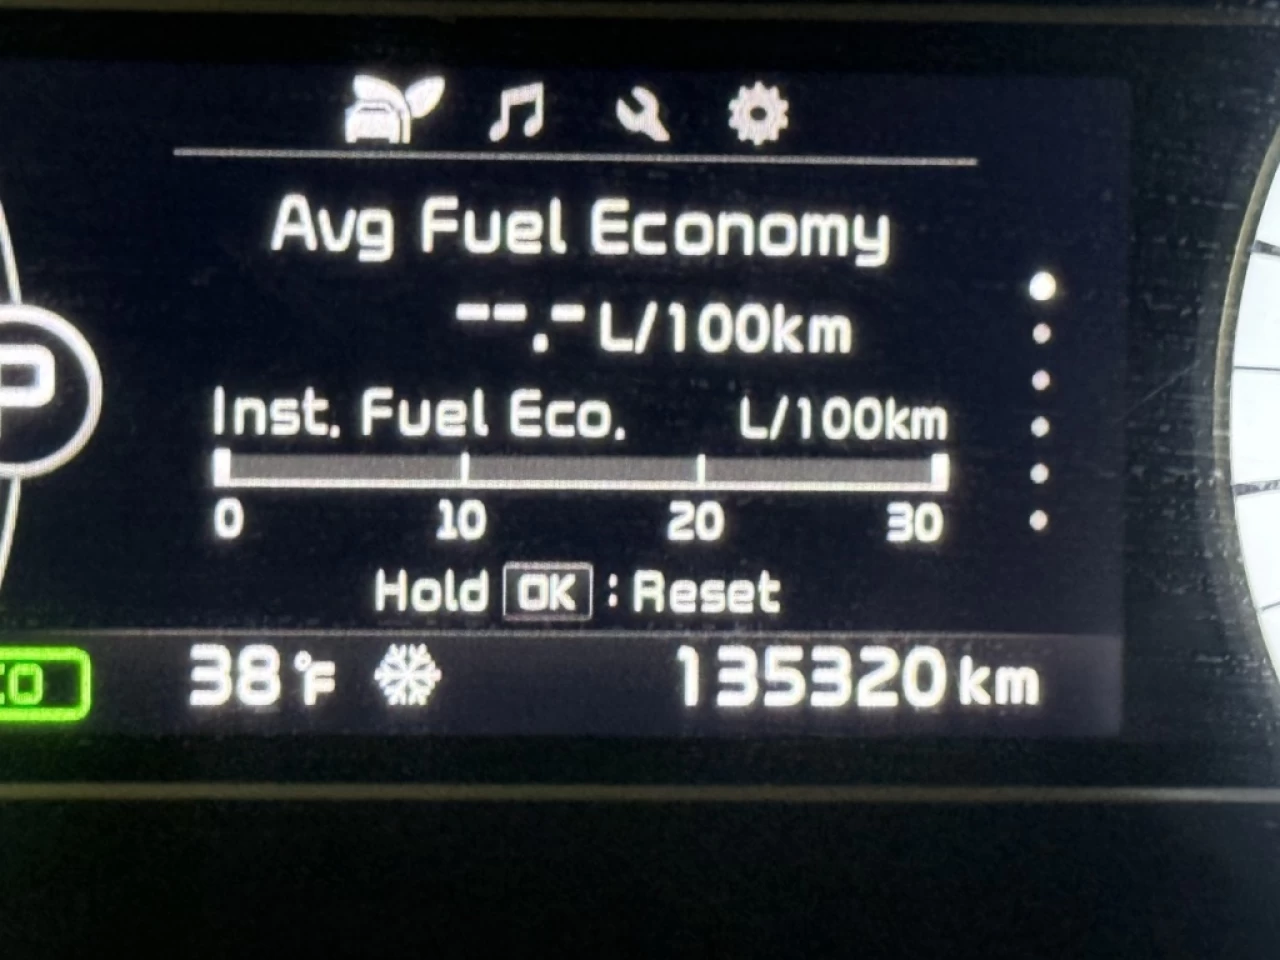 Avg Fuel Economy
--.- L/100km
Inst. Fuel Eco. L/100km
0 10 20 30
Hold OK : Reset
P
38°F 135320 km